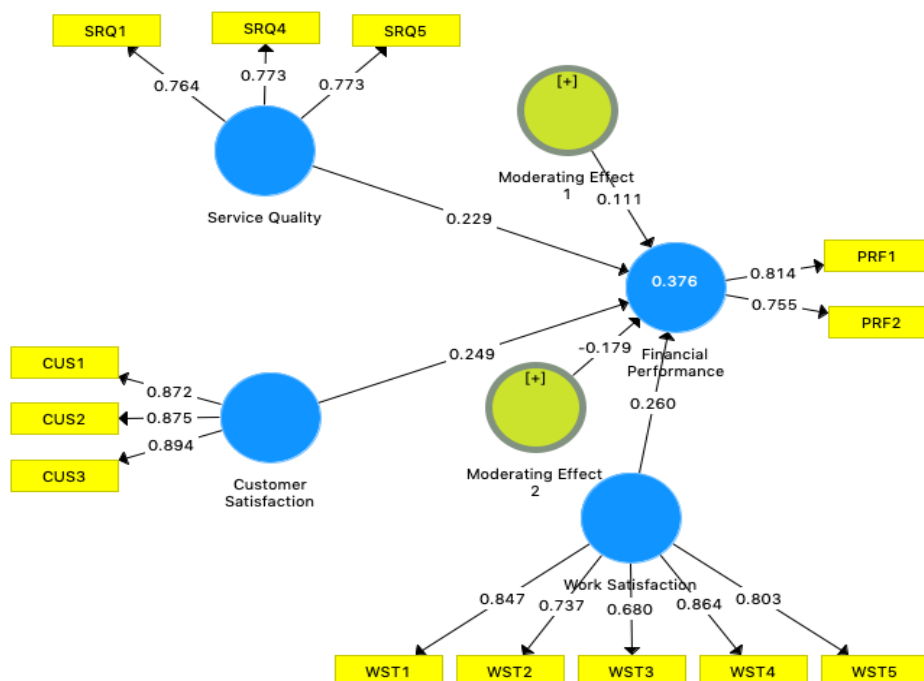 SRQ1
SRQ4
SRQ5
0.764
0.773
0.773
[+]
Service Quality
Moderating Effect
1
0.111
0.229
0.376
PRF1
0.814
0.755
PRF2
Financial
Performance
-0.179
0.249
CUS1
0.872
CUS2
0.875
CUS3
0.894
Customer
Satisfaction
[+]
Moderating Effect
2
0.260
Work Satisfaction
0.847
0.737
0.680
0.864
0.803
WST1
WST2
WST3
WST4
WST5